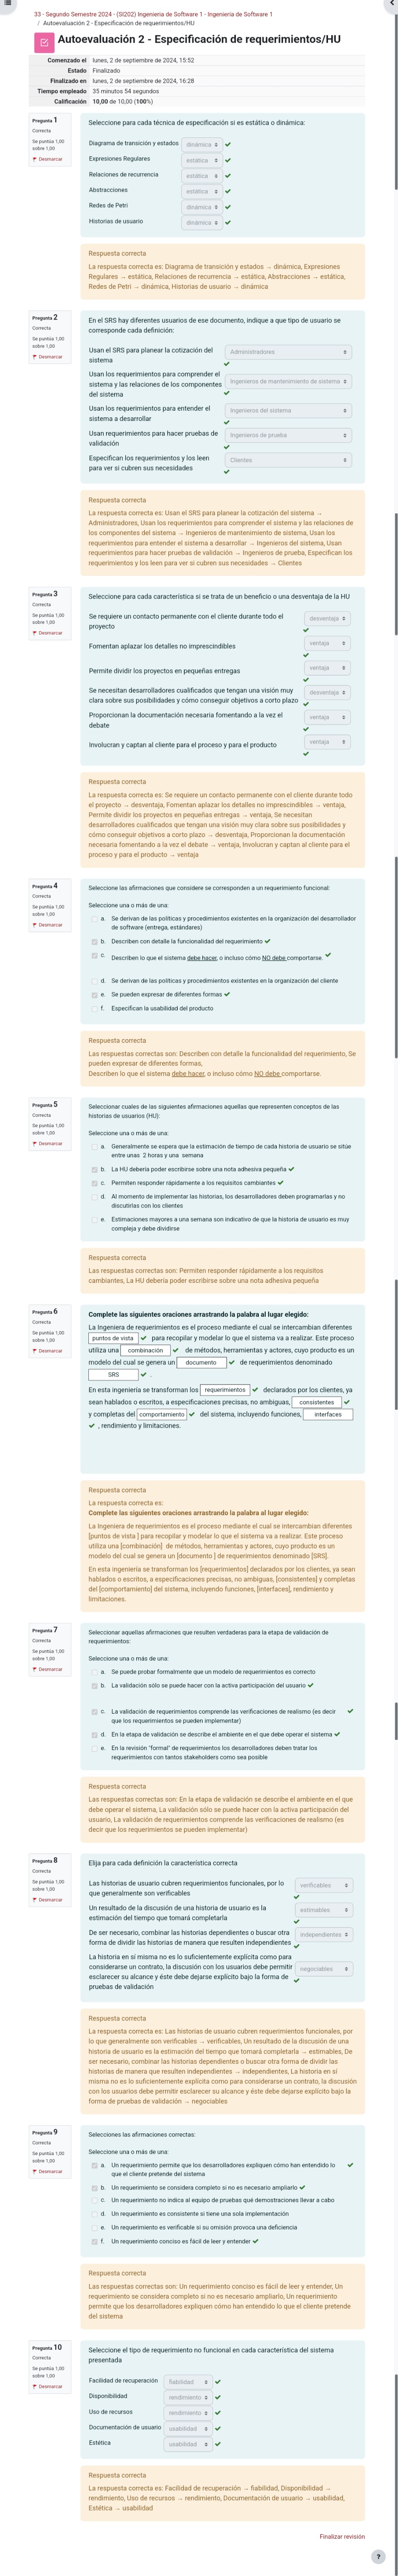 33 - Segundo Semestre 2024 - (SI202) Ingenieria de Software 1 - Ingeniería de Software 1
/ Autoevaluación 2 - Especificación de requerimientos/HU
Autoevaluación 2 - Especificación de requerimientos/HU
Comenzado el lunes, 2 de septiembre de 2024, 15:52
Estado Finalizado
Finalizado en lunes, 2 de septiembre de 2024, 16:28
Tiempo empleado 35 minutos 54 segundos
Calificación 10,00 de 10,00 (100%)
Pregunta 1
Correcta
Se puntúa 1,00 sobre 1,00
Desmarcar
Seleccione para cada técnica de especificación si es estática o dinámica:
Diagrama de transición y estados dinámica
Expresiones Regulares estática
Relaciones de recurrencia estática
Abstracciones estática
Redes de Petri dinámica
Historias de usuario dinámica
Respuesta correcta
La respuesta correcta es: Diagrama de transición y estados → dinámica, Expresiones
Regulares → estática, Relaciones de recurrencia → estática, Abstracciones → estática,
Redes de Petri → dinámica, Historias de usuario → dinámica
Pregunta 2
Correcta
Se puntúa 1,00 sobre 1,00
Desmarcar
En el SRS hay diferentes usuarios de ese documento, indique a que tipo de usuario se
corresponde cada definición:
Usan el SRS para planear la cotización del
sistema
Administradores
Usan los requerimientos para comprender el
sistema y las relaciones de los componentes
del sistema
Ingenieros de mantenimiento de sistema
Usan los requerimientos para entender el
sistema a desarrollar
Ingenieros del sistema
Usan requerimientos para hacer pruebas de
validación
Ingenieros de prueba
Especifican los requerimientos y los leen
para ver si cubren sus necesidades
Clientes
Respuesta correcta
La respuesta correcta es: Usan el SRS para planear la cotización del sistema →
Administradores, Usan los requerimientos para comprender el sistema y las relaciones de
los componentes del sistema → Ingenieros de mantenimiento de sistema, Usan los
requerimientos para entender el sistema a desarrollar → Ingenieros del sistema, Usan
requerimientos para hacer pruebas de validación → Ingenieros de prueba, Especifican los
requerimientos y los leen para ver si cubren sus necesidades → Clientes
Pregunta 3
Correcta
Se puntúa 1,00 sobre 1,00
Desmarcar
Seleccione para cada característica si se trata de un beneficio o una desventaja de la HU
Se requiere un contacto permanente con el cliente durante todo el
proyecto
desventaja
Fomentan aplazar los detalles no imprescindibles
ventaja
Permite dividir los proyectos en pequeñas entregas
ventaja
Se necesitan desarrolladores cualificados que tengan una visión muy
clara sobre sus posibilidades y cómo conseguir objetivos a corto plazo
desventaja
Proporcionan la documentación necesaria fomentando a la vez el
debate
ventaja
Involucran y captan al cliente para el proceso y para el producto
ventaja
Respuesta correcta
La respuesta correcta es: Se requiere un contacto permanente con el cliente durante todo
el proyecto → desventaja, Fomentan aplazar los detalles no imprescindibles → ventaja,
Permite dividir los proyectos en pequeñas entregas → ventaja, Se necesitan
desarrolladores cualificados que tengan una visión muy clara sobre sus posibilidades y
cómo conseguir objetivos a corto plazo → desventaja, Proporcionan la documentación
necesaria fomentando a la vez el debate → ventaja, Involucran y captan al cliente para el
proceso y para el producto → ventaja
Pregunta 4
Correcta
Se puntúa 1,00 sobre 1,00
Desmarcar
Seleccione las afirmaciones que considere se corresponden a un requerimiento funcional:
Seleccione una o más de una:
a. Se derivan de las políticas y procedimientos existentes en la organización del desarrollador
de software (entrega, estándares)
b. Describen con detalle la funcionalidad del requerimiento
c. Describen lo que el sistema debe hacer, o incluso cómo NO debe comportarse.
d. Se derivan de las políticas y procedimientos existentes en la organización del cliente
e. Se pueden expresar de diferentes formas
f. Especifican la usabilidad del producto
Respuesta correcta
Las respuestas correctas son: Describen con detalle la funcionalidad del requerimiento, Se
pueden expresar de diferentes formas,
Describen lo que el sistema debe hacer, o incluso cómo NO debe comportarse.
Pregunta 5
Correcta
Se puntúa 1,00 sobre 1,00
Desmarcar
Seleccionar cuales de las siguientes afirmaciones aquellas que representen conceptos de las
historias de usuarios (HU):
Seleccione una o más de una:
a. Generalmente se espera que la estimación de tiempo de cada historia de usuario se sitúe
entre unas 2 horas y una semana
b. La HU debería poder escribirse sobre una nota adhesiva pequeña
c. Permiten responder rápidamente a los requisitos cambiantes
d. Al momento de implementar las historias, los desarrolladores deben programarlas y no
discutirlas con los clientes
e. Estimaciones mayores a una semana son indicativo de que la historia de usuario es muy
compleja y debe dividirse
Respuesta correcta
Las respuestas correctas son: Permiten responder rápidamente a los requisitos
cambiantes, La HU debería poder escribirse sobre una nota adhesiva pequeña
Pregunta 6
Correcta
Se puntúa 1,00 sobre 1,00
Desmarcar
Complete las siguientes oraciones arrastrando la palabra al lugar elegido:
La Ingeniera de requerimientos es el proceso mediante el cual se intercambian diferentes
puntos de vista para recopilar y modelar lo que el sistema va a realizar. Este proceso
utiliza una combinación de métodos, herramientas y actores, cuyo producto es un
modelo del cual se genera un documento de requerimientos denominado
SRS .
En esta ingeniería se transforman los requerimientos declarados por los clientes, ya
sean hablados o escritos, a especificaciones precisas, no ambiguas, consistentes
y completas del comportamiento del sistema, incluyendo funciones, interfaces
, rendimiento y limitaciones.
Respuesta correcta
La respuesta correcta es:
Complete las siguientes oraciones arrastrando la palabra al lugar elegido:
La Ingeniera de requerimientos es el proceso mediante el cual se intercambian diferentes
[puntos de vista ] para recopilar y modelar lo que el sistema va a realizar. Este proceso
utiliza una [combinación] de métodos, herramientas y actores, cuyo producto es un
modelo del cual se genera un [documento ] de requerimientos denominado [SRS].
En esta ingeniería se transforman los [requerimientos] declarados por los clientes, ya sean
hablados o escritos, a especificaciones precisas, no ambiguas, [consistentes] y completas
del [comportamiento] del sistema, incluyendo funciones, [interfaces], rendimiento y
limitaciones.
Pregunta 7
Correcta
Se puntúa 1,00 sobre 1,00
Desmarcar
Seleccionar aquellas afirmaciones que resulten verdaderas para la etapa de validación de
requerimientos:
Seleccione una o más de una:
a. Se puede probar formalmente que un modelo de requerimientos es correcto
b. La validación sólo se puede hacer con la activa participación del usuario
c. La validación de requerimientos comprende las verificaciones de realismo (es decir
que los requerimientos se pueden implementar)
d. En la etapa de validación se describe el ambiente en el que debe operar el sistema
e. En la revisión "formal" de requerimientos los desarrolladores deben tratar los
requerimientos con tantos stakeholders como sea posible
Respuesta correcta
Las respuestas correctas son: En la etapa de validación se describe el ambiente en el que
debe operar el sistema, La validación sólo se puede hacer con la activa participación del
usuario, La validación de requerimientos comprende las verificaciones de realismo (es
decir que los requerimientos se pueden implementar)
Pregunta 8
Correcta
Se puntúa 1,00 sobre 1,00
Desmarcar
Elija para cada definición la característica correcta
Las historias de usuario cubren requerimientos funcionales, por lo
que generalmente son verificables
verificables
Un resultado de la discusión de una historia de usuario es la
estimación del tiempo que tomará completarla
estimables
De ser necesario, combinar las historias dependientes o buscar otra
forma de dividir las historias de manera que resulten independientes
independientes
La historia en sí misma no es lo suficientemente explícita como para
considerarse un contrato, la discusión con los usuarios debe permitir
esclarecer su alcance y éste debe dejarse explícito bajo la forma de
pruebas de validación
negociables
Respuesta correcta
La respuesta correcta es: Las historias de usuario cubren requerimientos funcionales, por
lo que generalmente son verificables → verificables, Un resultado de la discusión de una
historia de usuario es la estimación del tiempo que tomará completarla → estimables, De
ser necesario, combinar las historias dependientes o buscar otra forma de dividir las
historias de manera que resulten independientes → independientes, La historia en sí
misma no es lo suficientemente explícita como para considerarse un contrato, la discusión
con los usuarios debe permitir esclarecer su alcance y éste debe dejarse explícito bajo la
forma de pruebas de validación → negociables
Pregunta 9
Correcta
Se puntúa 1,00 sobre 1,00
Desmarcar
Selecciones las afirmaciones correctas:
Seleccione una o más de una:
a. Un requerimiento permite que los desarrolladores expliquen cómo han entendido lo
que el cliente pretende del sistema
b. Un requerimiento se considera completo si no es necesario ampliarlo
c. Un requerimiento no indica al equipo de pruebas qué demostraciones llevar a cabo
d. Un requerimiento es consistente si tiene una sola implementación
e. Un requerimiento es verificable si su omisión provoca una deficiencia
f. Un requerimiento conciso es fácil de leer y entender
Respuesta correcta
Las respuestas correctas son: Un requerimiento conciso es fácil de leer y entender, Un
requerimiento se considera completo si no es necesario ampliarlo, Un requerimiento
permite que los desarrolladores expliquen cómo han entendido lo que el cliente pretende
del sistema
Pregunta 10
Correcta
Se puntúa 1,00 sobre 1,00
Desmarcar
Seleccione el tipo de requerimiento no funcional en cada característica del sistema
presentada
Facilidad de recuperación fiabilidad
Disponibilidad rendimiento
Uso de recursos rendimiento
Documentación de usuario usabilidad
Estética usabilidad
Respuesta correcta
La respuesta correcta es: Facilidad de recuperación → fiabilidad, Disponibilidad →
rendimiento, Uso de recursos → rendimiento, Documentación de usuario → usabilidad,
Estética → usabilidad
Finalizar revisión
?